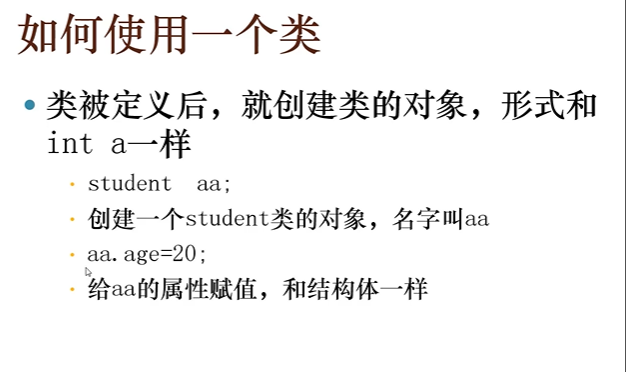 如何使用一个类
类被定义后，就创建类的对象，形式和
int a一样
student aa;
创建一个student类的对象，名字叫aa
aa.age=20;
给aa的属性赋值，和结构体一样